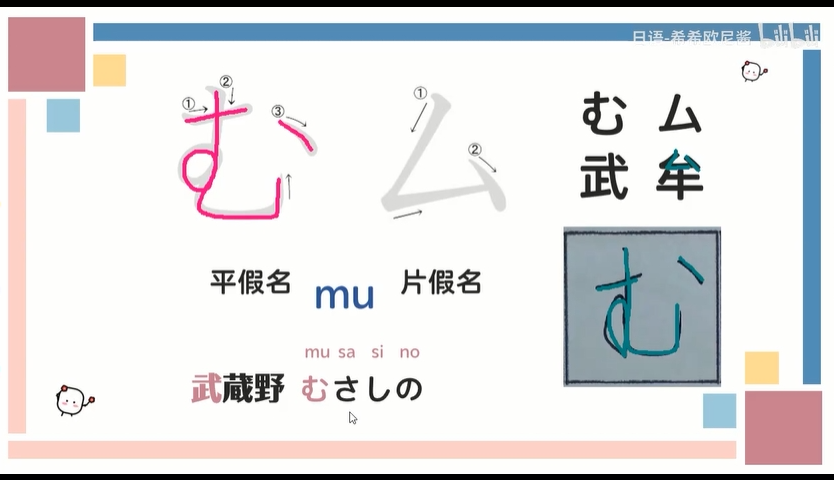 日语-希希欧尼酱 bilibili
① ② ③
む
① ②
ム
む ム
武 牟
む
平假名 mu 片假名
mu sa si no
武蔵野 むさしの